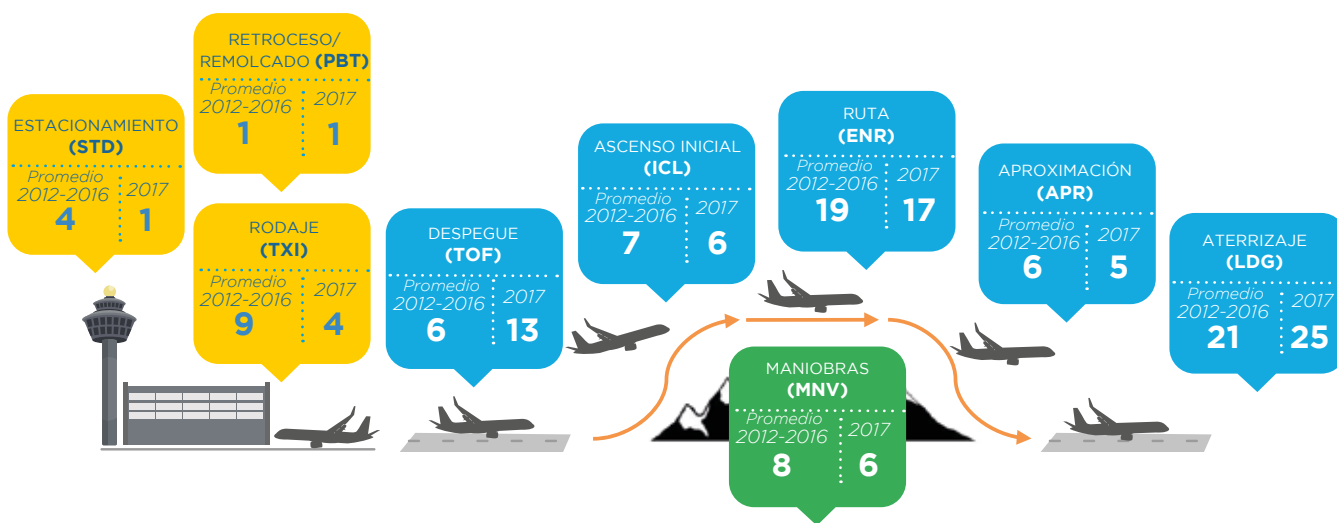 ESTACIONAMIENTO
(STD)
Promedio
2012-2016
2017
4
1
RETROCESO/
REMOLCADO (PBT)
Promedio
2012-2016
2017
1
1
RODAJE
(TXI)
Promedio
2012-2016
2017
9
4
DESPEGUE
(TOF)
Promedio
2012-2016
2017
6
13
ASCENSO INICIAL
(ICL)
Promedio
2012-2016
2017
7
6
RUTA
(ENR)
Promedio
2012-2016
2017
19
17
MANIOBRAS
(MNV)
Promedio
2012-2016
2017
8
6
APROXIMACIÓN
(APR)
Promedio
2012-2016
2017
6
5
ATERRIZAJE
(LDG)
Promedio
2012-2016
2017
21
25